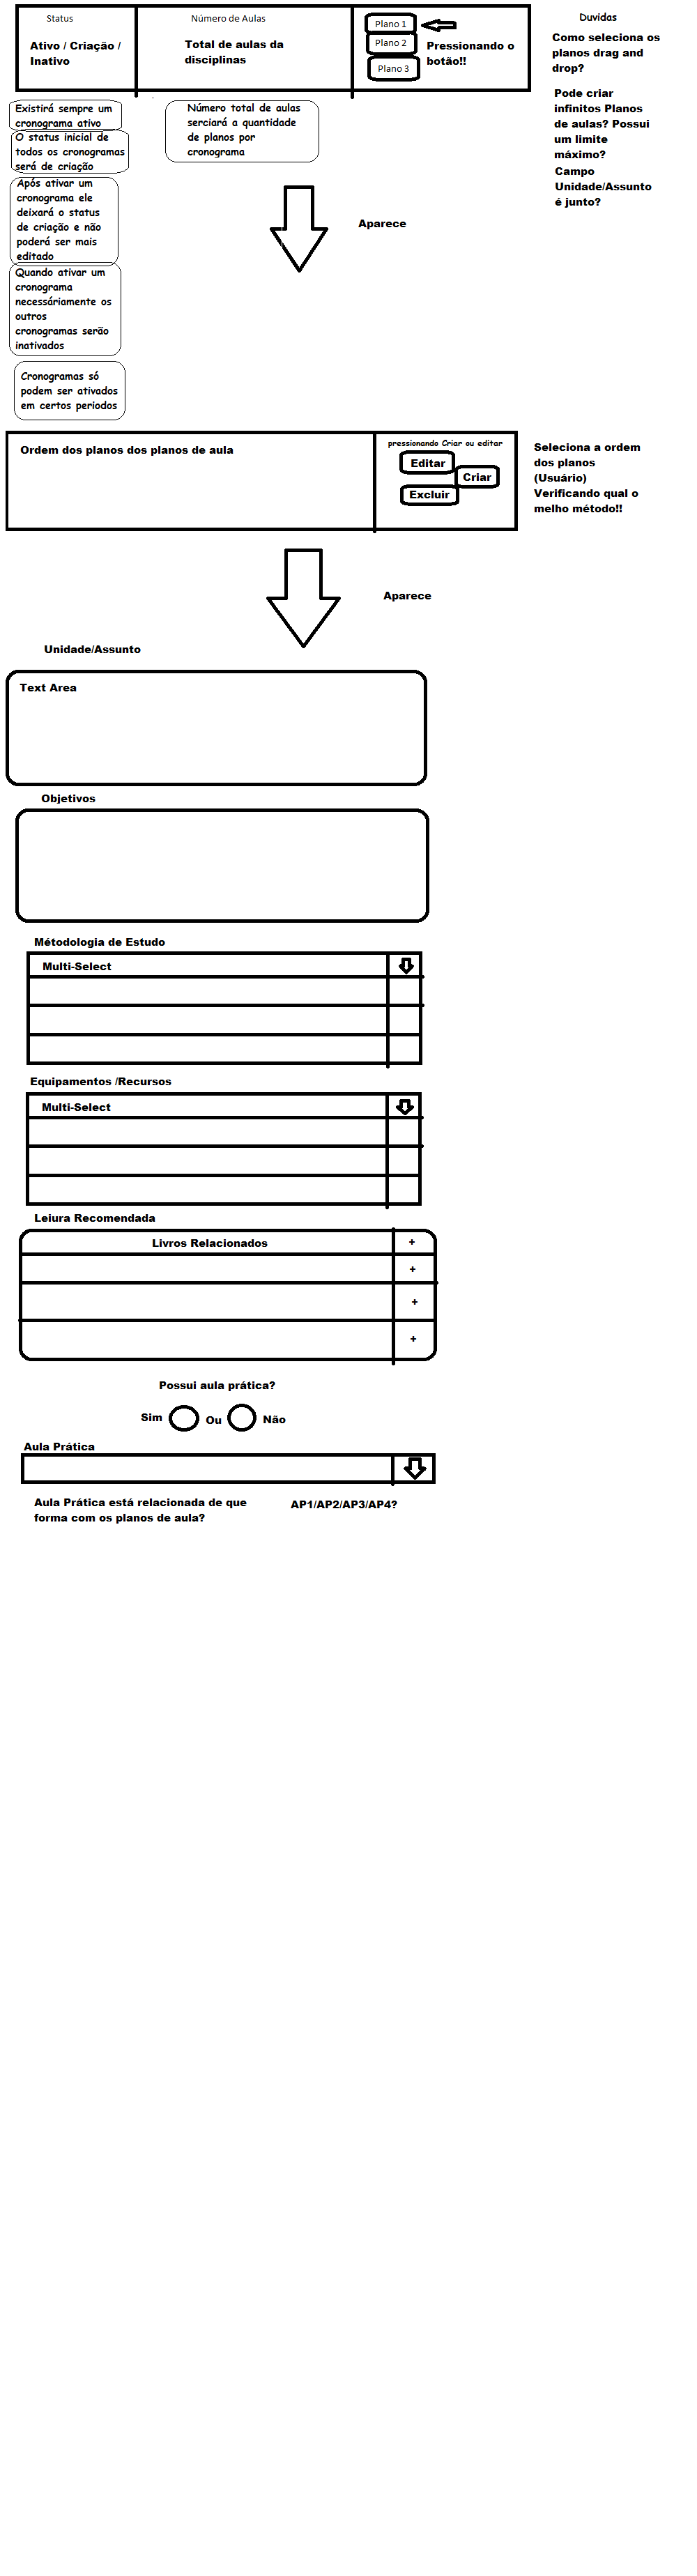 Status
Número de Aulas
Ativo / Criação /
Inativo
Total de aulas da
disciplinas
Plano 1
Plano 2
Plano 3
Pressionando o
botão!!
Duvidas
Como seleciona os
planos drag and
drop?
Pode criar
infinitos Planos
de aulas? Possui
um limite
máximo?
Campo
Unidade/Assunto
é junto?
Existirá sempre um
cronograma ativo
O status inicial de
todos os cronogramas
será de criação
Após ativar um
cronograma ele
deixará o status
de criação e não
poderá ser mais
editado
Quando ativar um
cronograma
necessáriamente os
outros
cronogramas serão
inativados
Cronogramas só
podem ser ativados
em certos periodos
Número total de aulas
serciará a quantidade
de planos por
cronograma
Aparece
Ordem dos planos dos planos de aula
pressionando Criar ou editar
Editar
Criar
Excluir
Seleciona a ordem
dos planos
(Usuário)
Verificando qual o
melho método!!
Aparece
Unidade/Assunto
Text Area
Objetivos
Métodologia de Estudo
Multi-Select
Equipamentos /Recursos
Multi-Select
Leiura Recomendada
Livros Relacionados +
+
+
+
Possui aula prática?
Sim Ou Não
Aula Prática
Aula Prática está relacionada de que
forma com os planos de aula?
AP1/AP2/AP3/AP4?